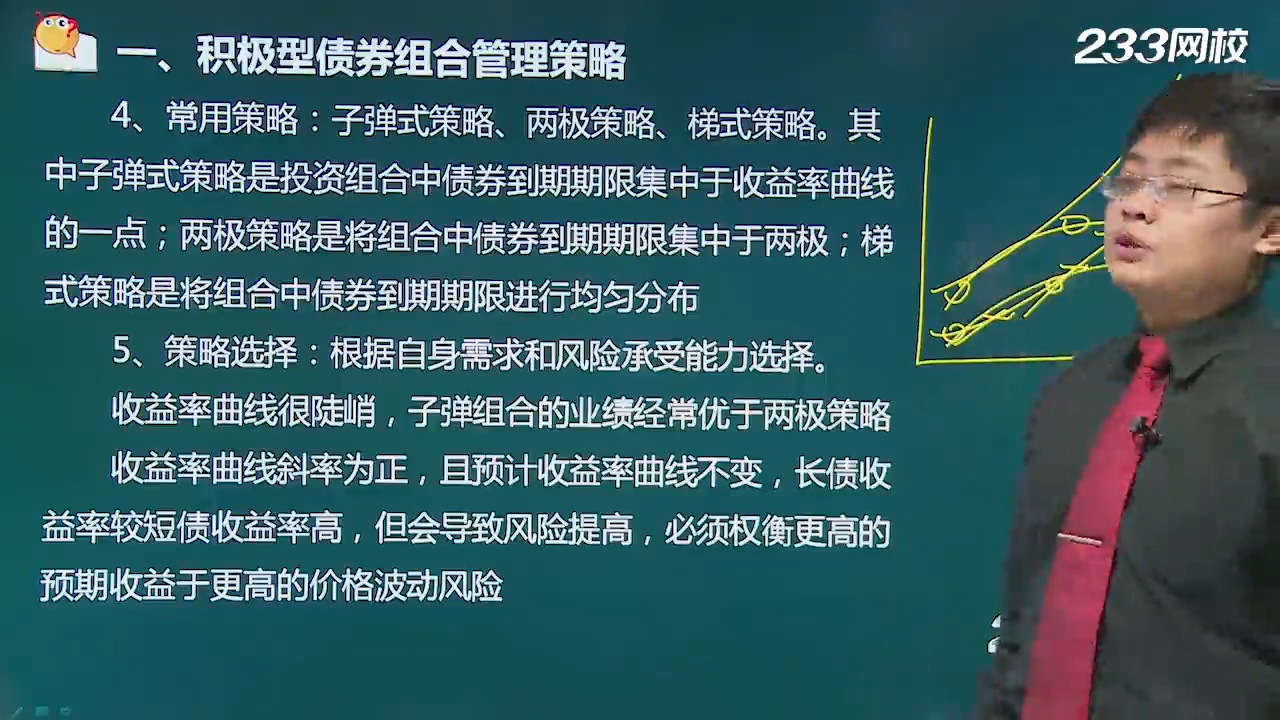 一、积极型债券组合管理策略
233网校
4、常用策略：子弹式策略、两极策略、梯式策略。其
中子弹式策略是投资组合中债券到期期限集中于收益率曲线
的一点；两极策略是将组合中债券到期期限集中于两极；梯
式策略是将组合中债券到期期限进行均匀分布
5、策略选择：根据自身需求和风险承受能力选择。
收益率曲线很陡峭，子弹组合的业绩经常优于两极策略
收益率曲线斜率为正，且预计收益率曲线不变，长债收
益率较短债收益率高，但会导致风险提高，必须权衡更高的
预期收益于更高的价格波动风险